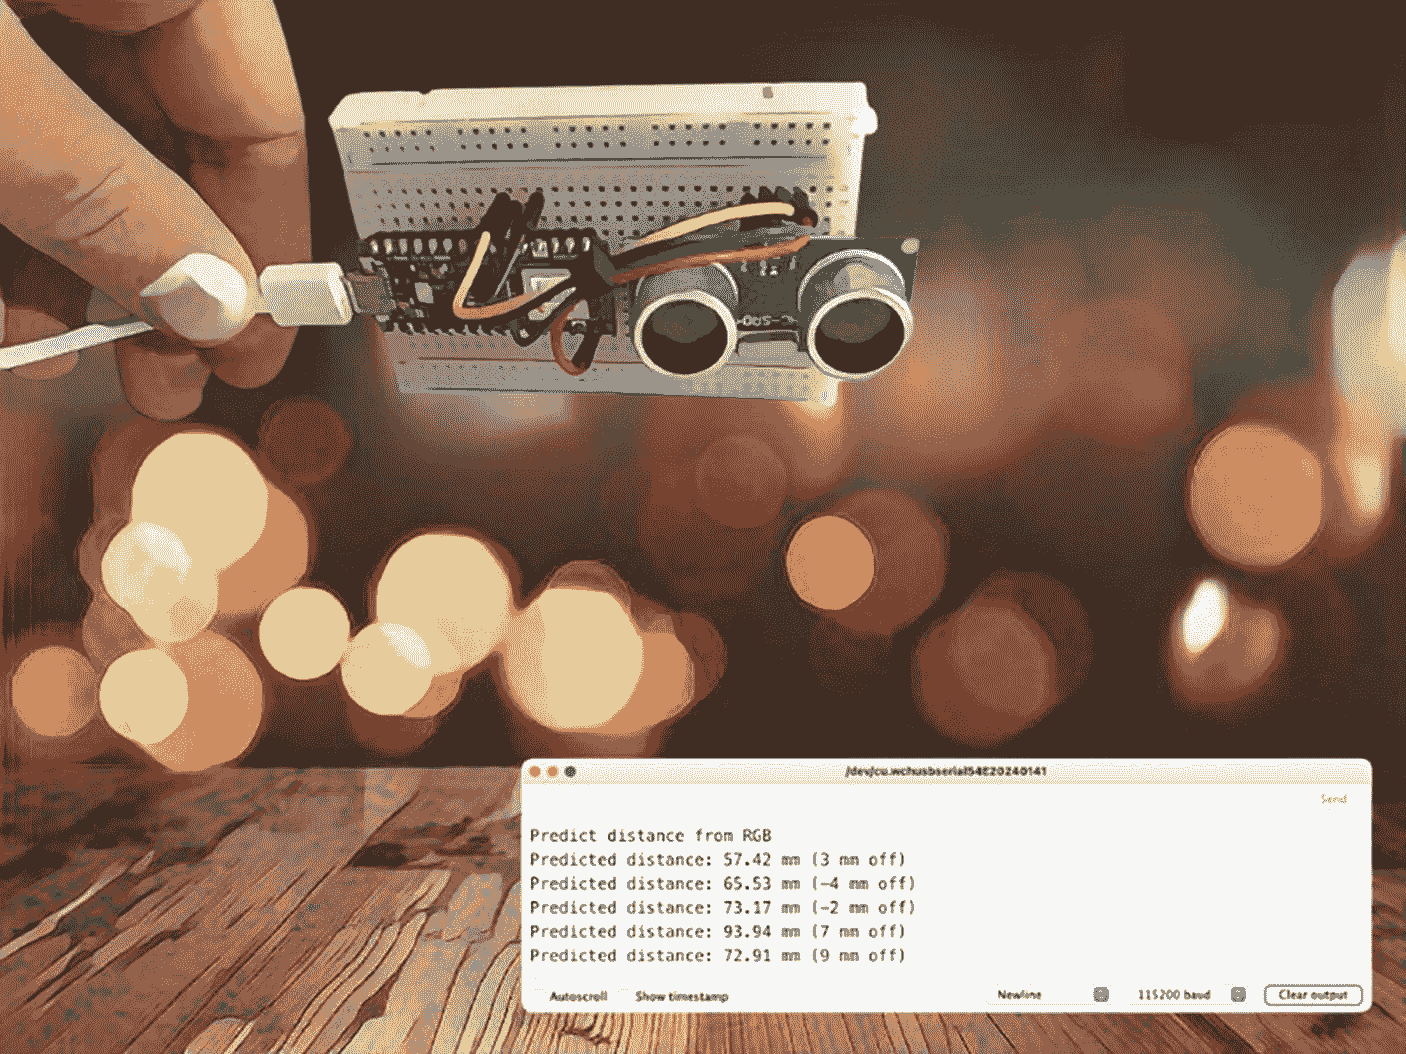 /dev/cu.wchusbserial54E20240141
Send
Predict distance from RGB
Predicted distance: 57.42 mm (3 mm off)
Predicted distance: 65.53 mm (-4 mm off)
Predicted distance: 73.17 mm (-2 mm off)
Predicted distance: 93.94 mm (7 mm off)
Predicted distance: 72.91 mm (9 mm off)
Autoscroll Show timestamp Newline 115200 baud Clear output